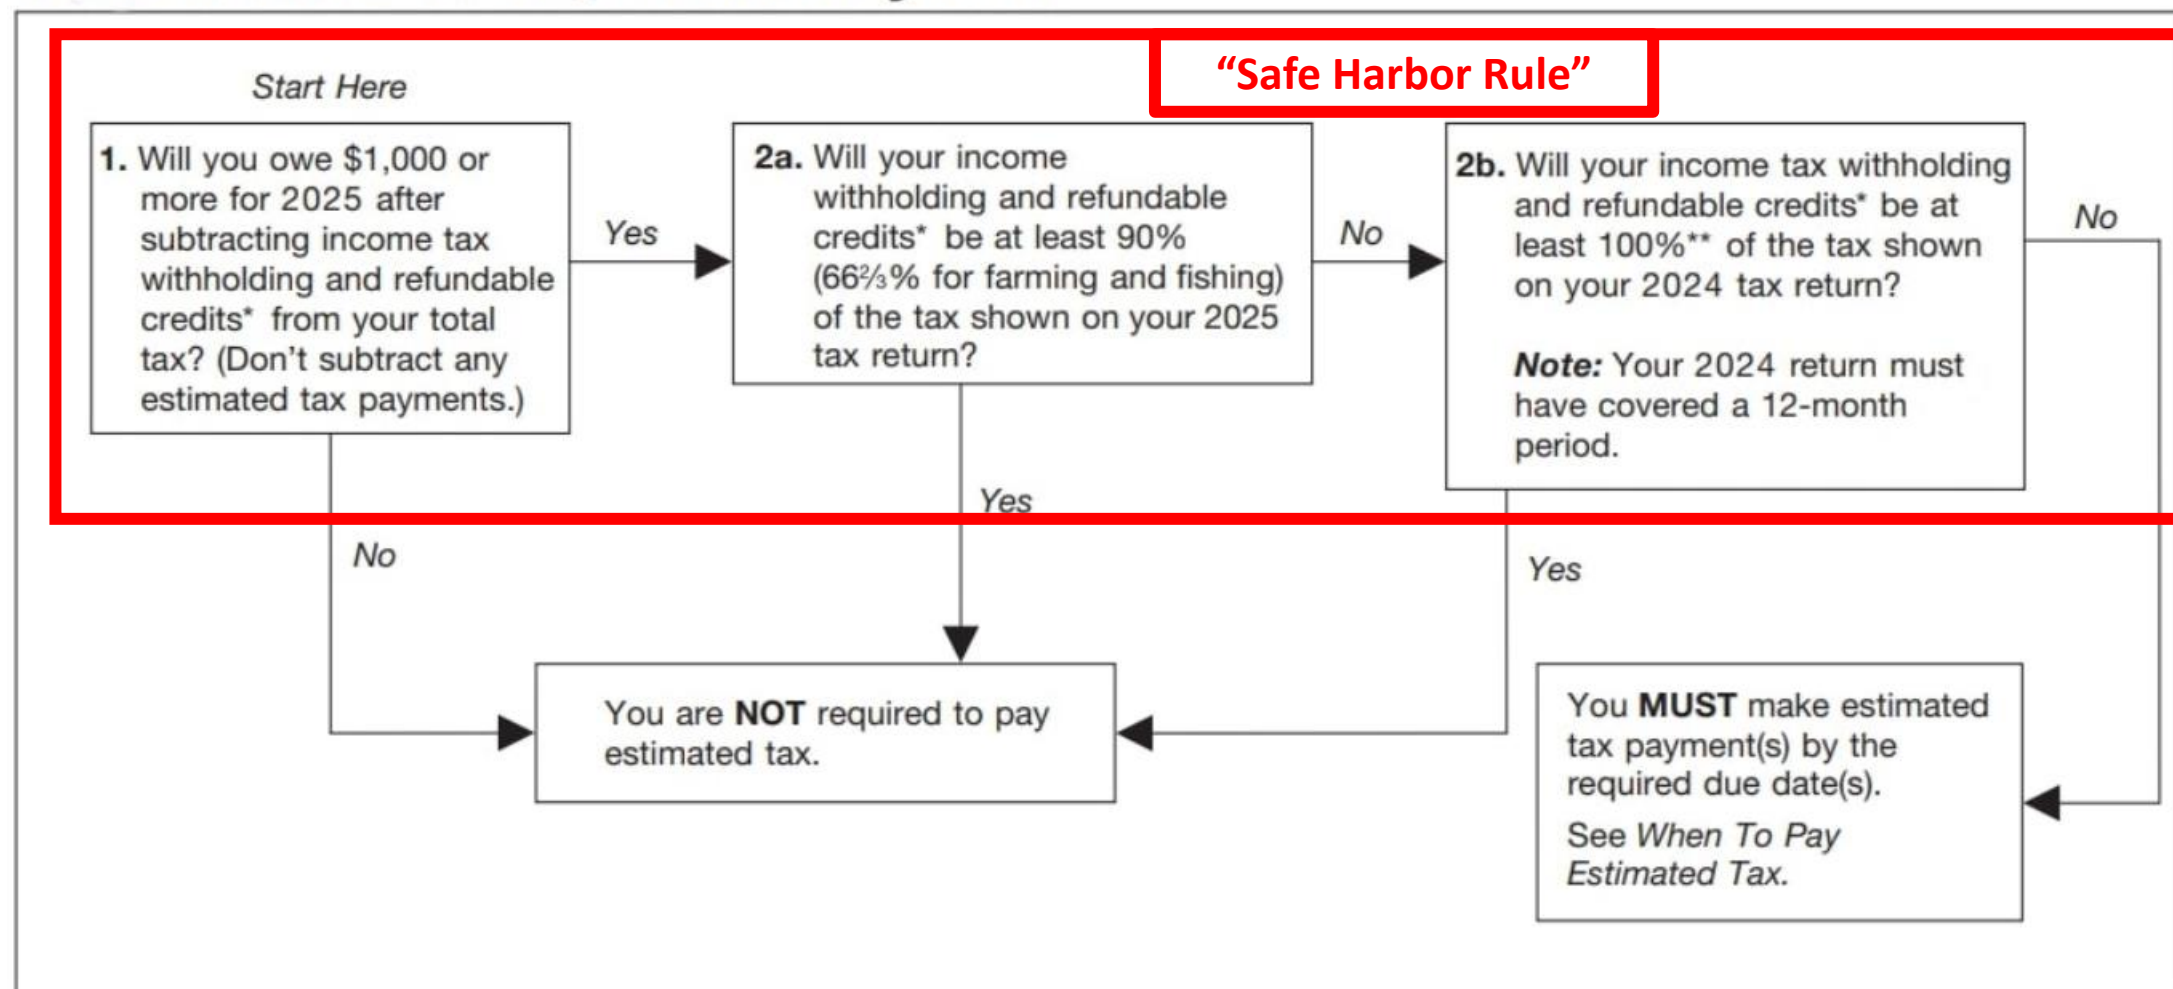 “Safe Harbor Rule”
Start Here
1. Will you owe $1,000 or
more for 2025 after
subtracting income tax
withholding and refundable
credits* from your total
tax? (Don't subtract any
estimated tax payments.)
Yes
2a. Will your income
withholding and refundable
credits* be at least 90%
(66⅔% for farming and fishing)
of the tax shown on your 2025
tax return?
No
2b. Will your income tax withholding
and refundable credits* be at
least 100%** of the tax shown
on your 2024 tax return?
Note: Your 2024 return must
have covered a 12-month
period.
No
Yes
No
Yes
You are NOT required to pay
estimated tax.
You MUST make estimated
tax payment(s) by the
required due date(s).
See When To Pay
Estimated Tax.